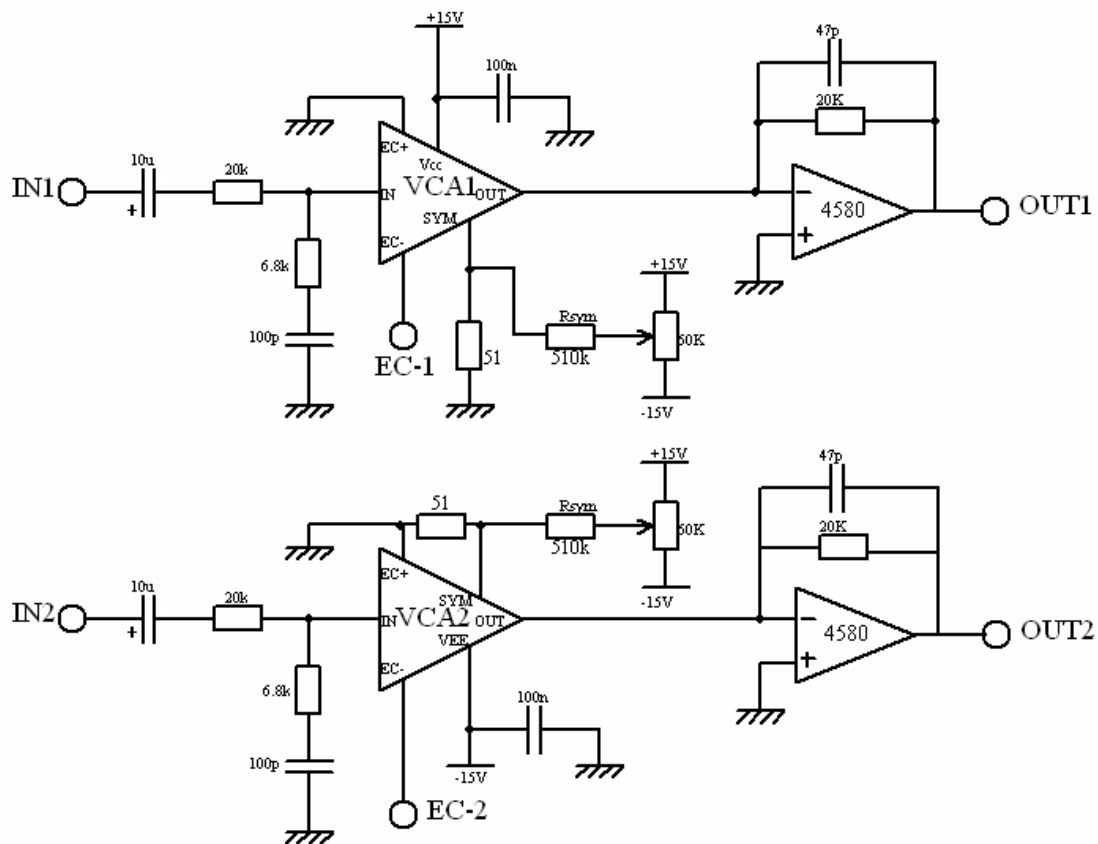 +15V
47p
100n
20K
EC+
Vcc
10u
20k
IN1
+
IN
VCA1
OUT
4580
OUT1
SYM
EC-
6.8k
+15V
Rsym
100p
EC-1
51
510k
50K
-15V
+15V
47p
51
Rsym
50K
20K
510k
EC+
-15V
10u
20k
SYM
IN2
+
IN
VCA2
OUT
4580
OUT2
VEE
EC-
6.8k
100n
100p
-15V
EC-2